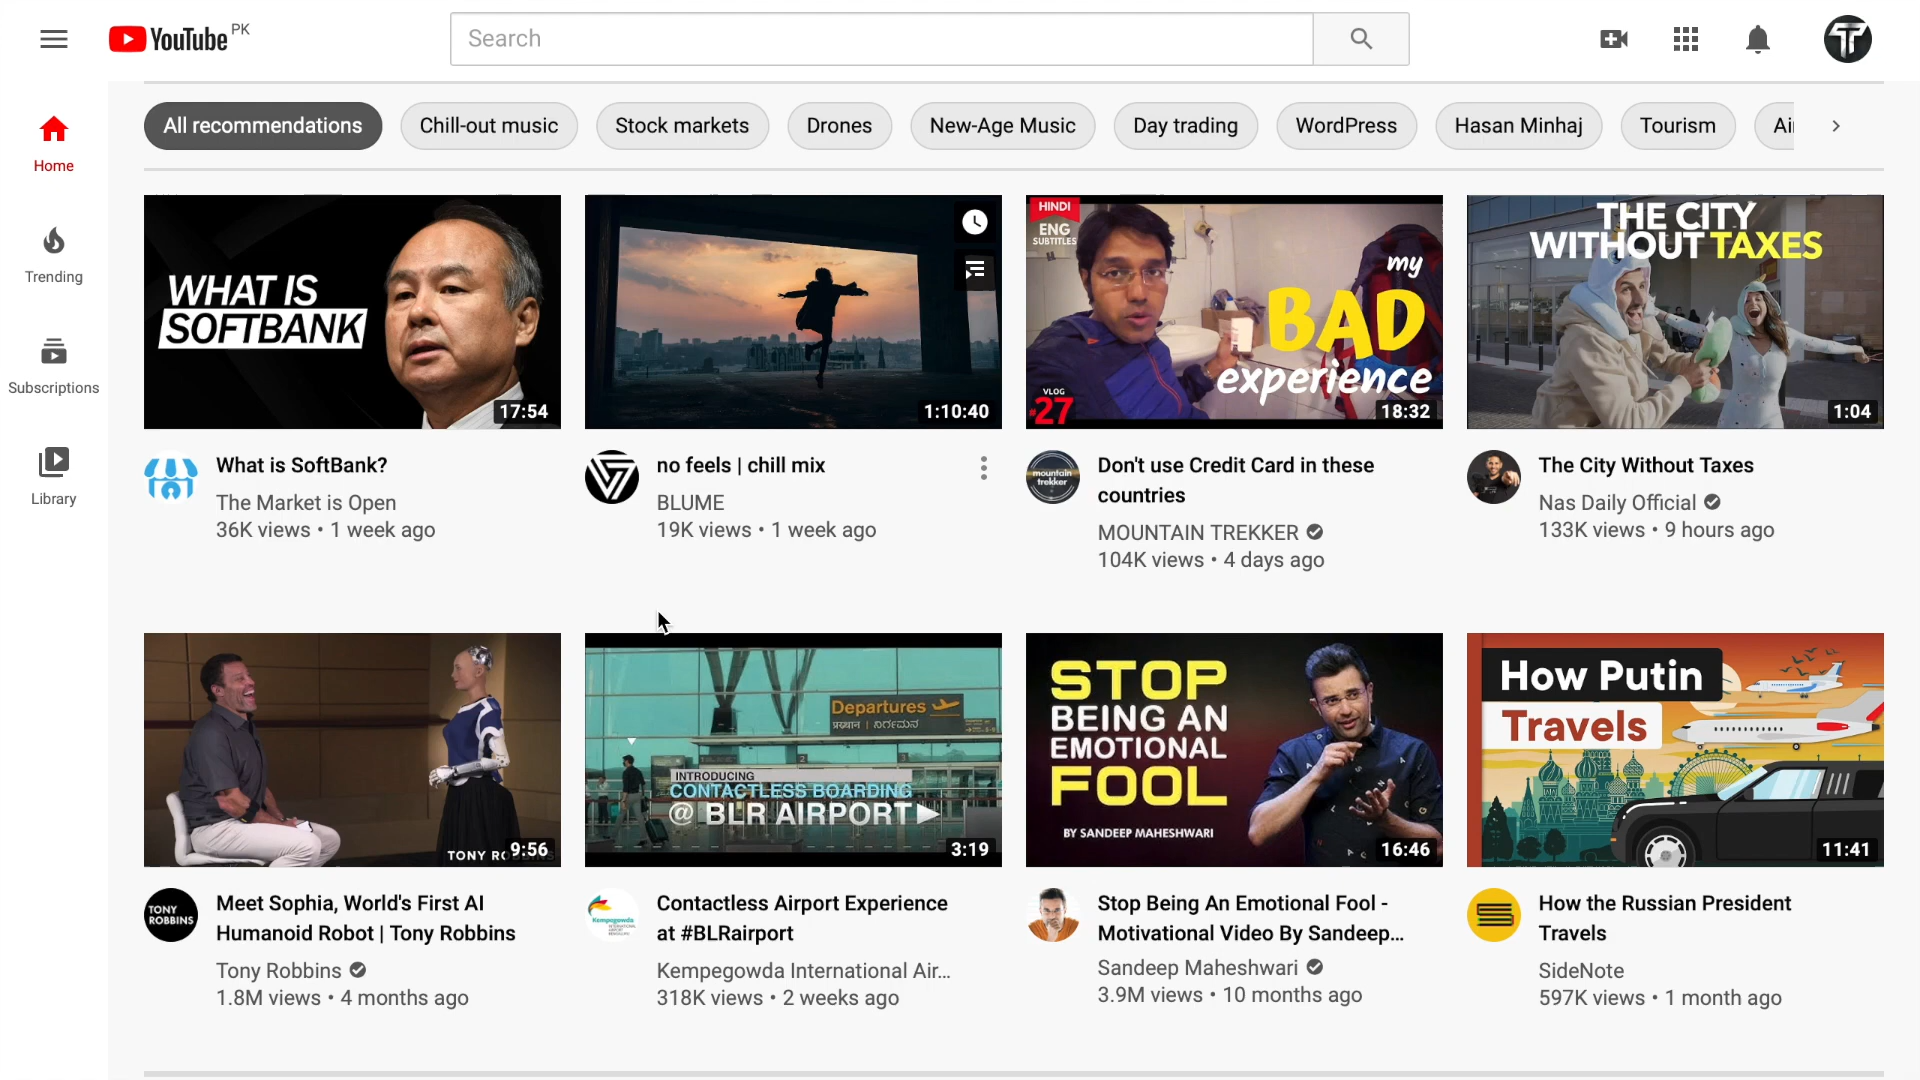 YouTube PK
Search
All recommendations
Chill-out music
Stock markets
Drones
New-Age Music
Day trading
WordPress
Hasan Minhaj
Tourism
Home
Trending
Subscriptions
Library
WHAT IS
SOFTBANK
17:54
1:10:40
HINDI
ENG
SUBTITLES
my
BAD
experience
VLOG
#27
18:32
THE CITY
WITHOUT TAXES
1:04
What is SoftBank?
The Market is Open
36K views • 1 week ago
no feels | chill mix
BLUME
19K views • 1 week ago
mountain
trekker
Don't use Credit Card in these
countries
MOUNTAIN TREKKER
104K views • 4 days ago
The City Without Taxes
Nas Daily Official
133K views • 9 hours ago
TONY
9:56
Departures
प्रस्थान | ನಿರ್ಗಮನ
INTRODUCING
CONTACTLESS BOARDING
@ BLR AIRPORT
3:19
STOP
BEING AN
EMOTIONAL
FOOL
BY SANDEEP MAHESHWARI
16:46
How Putin
Travels
11:41
TONY
ROBBINS
Meet Sophia, World's First AI
Humanoid Robot | Tony Robbins
Tony Robbins
1.8M views • 4 months ago
Kempegowda
Contactless Airport Experience
at #BLRairport
Kempegowda International Air...
318K views • 2 weeks ago
Stop Being An Emotional Fool -
Motivational Video By Sandeep...
Sandeep Maheshwari
3.9M views • 10 months ago
How the Russian President
Travels
SideNote
597K views • 1 month ago